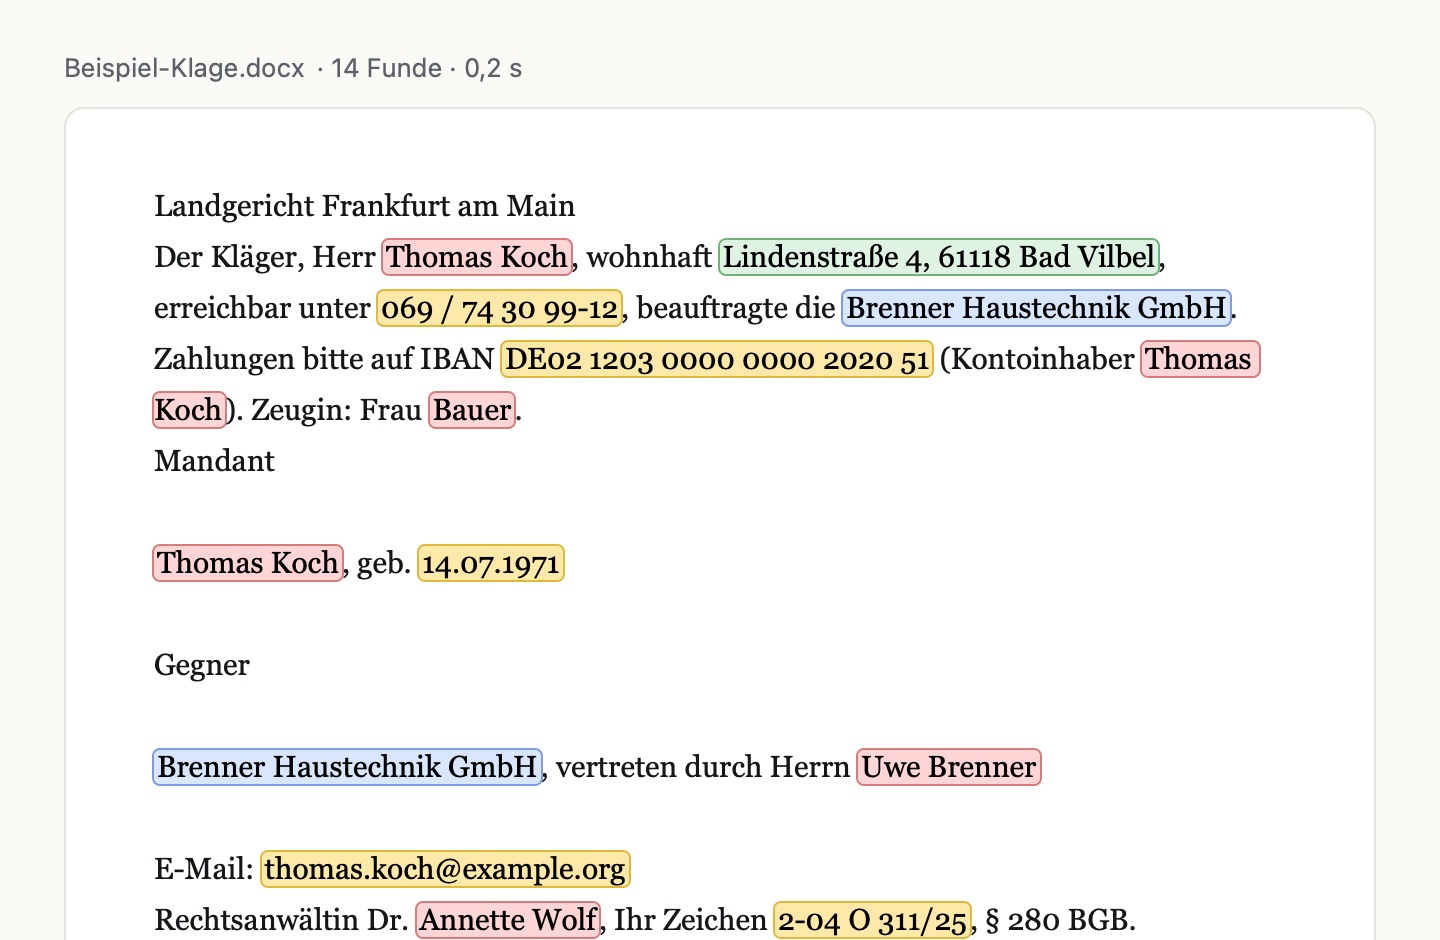 Beispiel-Klage.docx · 14 Funde · 0,2 s
Landgericht Frankfurt am Main
Der Kläger, Herr Thomas Koch, wohnhaft Lindenstraße 4, 61118 Bad Vilbel,
erreichbar unter 069 / 74 30 99-12, beauftragte die Brenner Haustechnik GmbH.
Zahlungen bitte auf IBAN DE02 1203 0000 0000 2020 51 (Kontoinhaber Thomas
Koch). Zeugin: Frau Bauer.
Mandant
Thomas Koch, geb. 14.07.1971
Gegner
Brenner Haustechnik GmbH, vertreten durch Herrn Uwe Brenner
E-Mail: thomas.koch@example.org
Rechtsanwältin Dr. Annette Wolf, Ihr Zeichen 2-04 O 311/25, § 280 BGB.